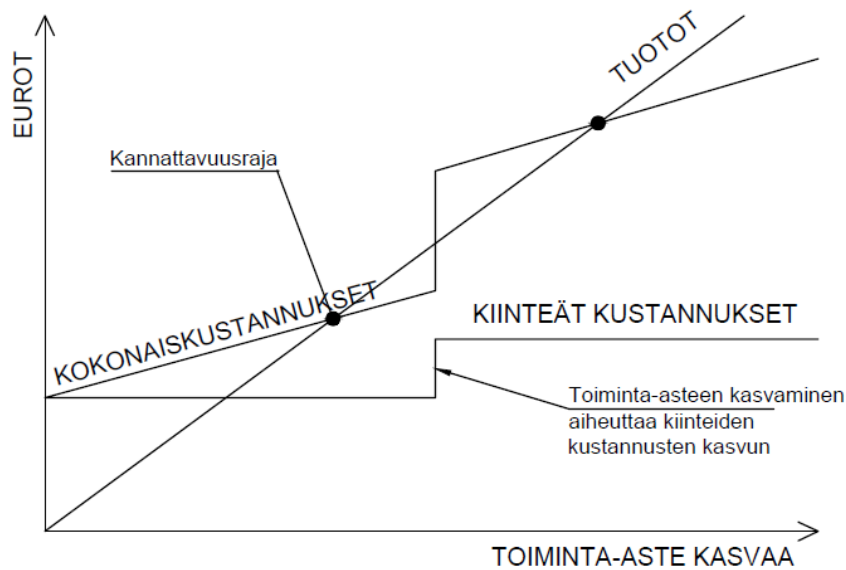 EUROT
TUOTOT
Kannattavuusraja
KOKONAISKUSTANNUKSET
KIINTEÄT KUSTANNUKSET
Toiminta-asteen kasvaminen
aiheuttaa kiinteiden
kustannusten kasvun
TOIMINTA-ASTE KASVAA